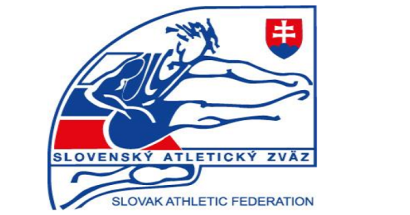 SLOVENSKÝ ATLETICKÝ ZVÄZ
SLOVAK ATHLETIC FEDERATION